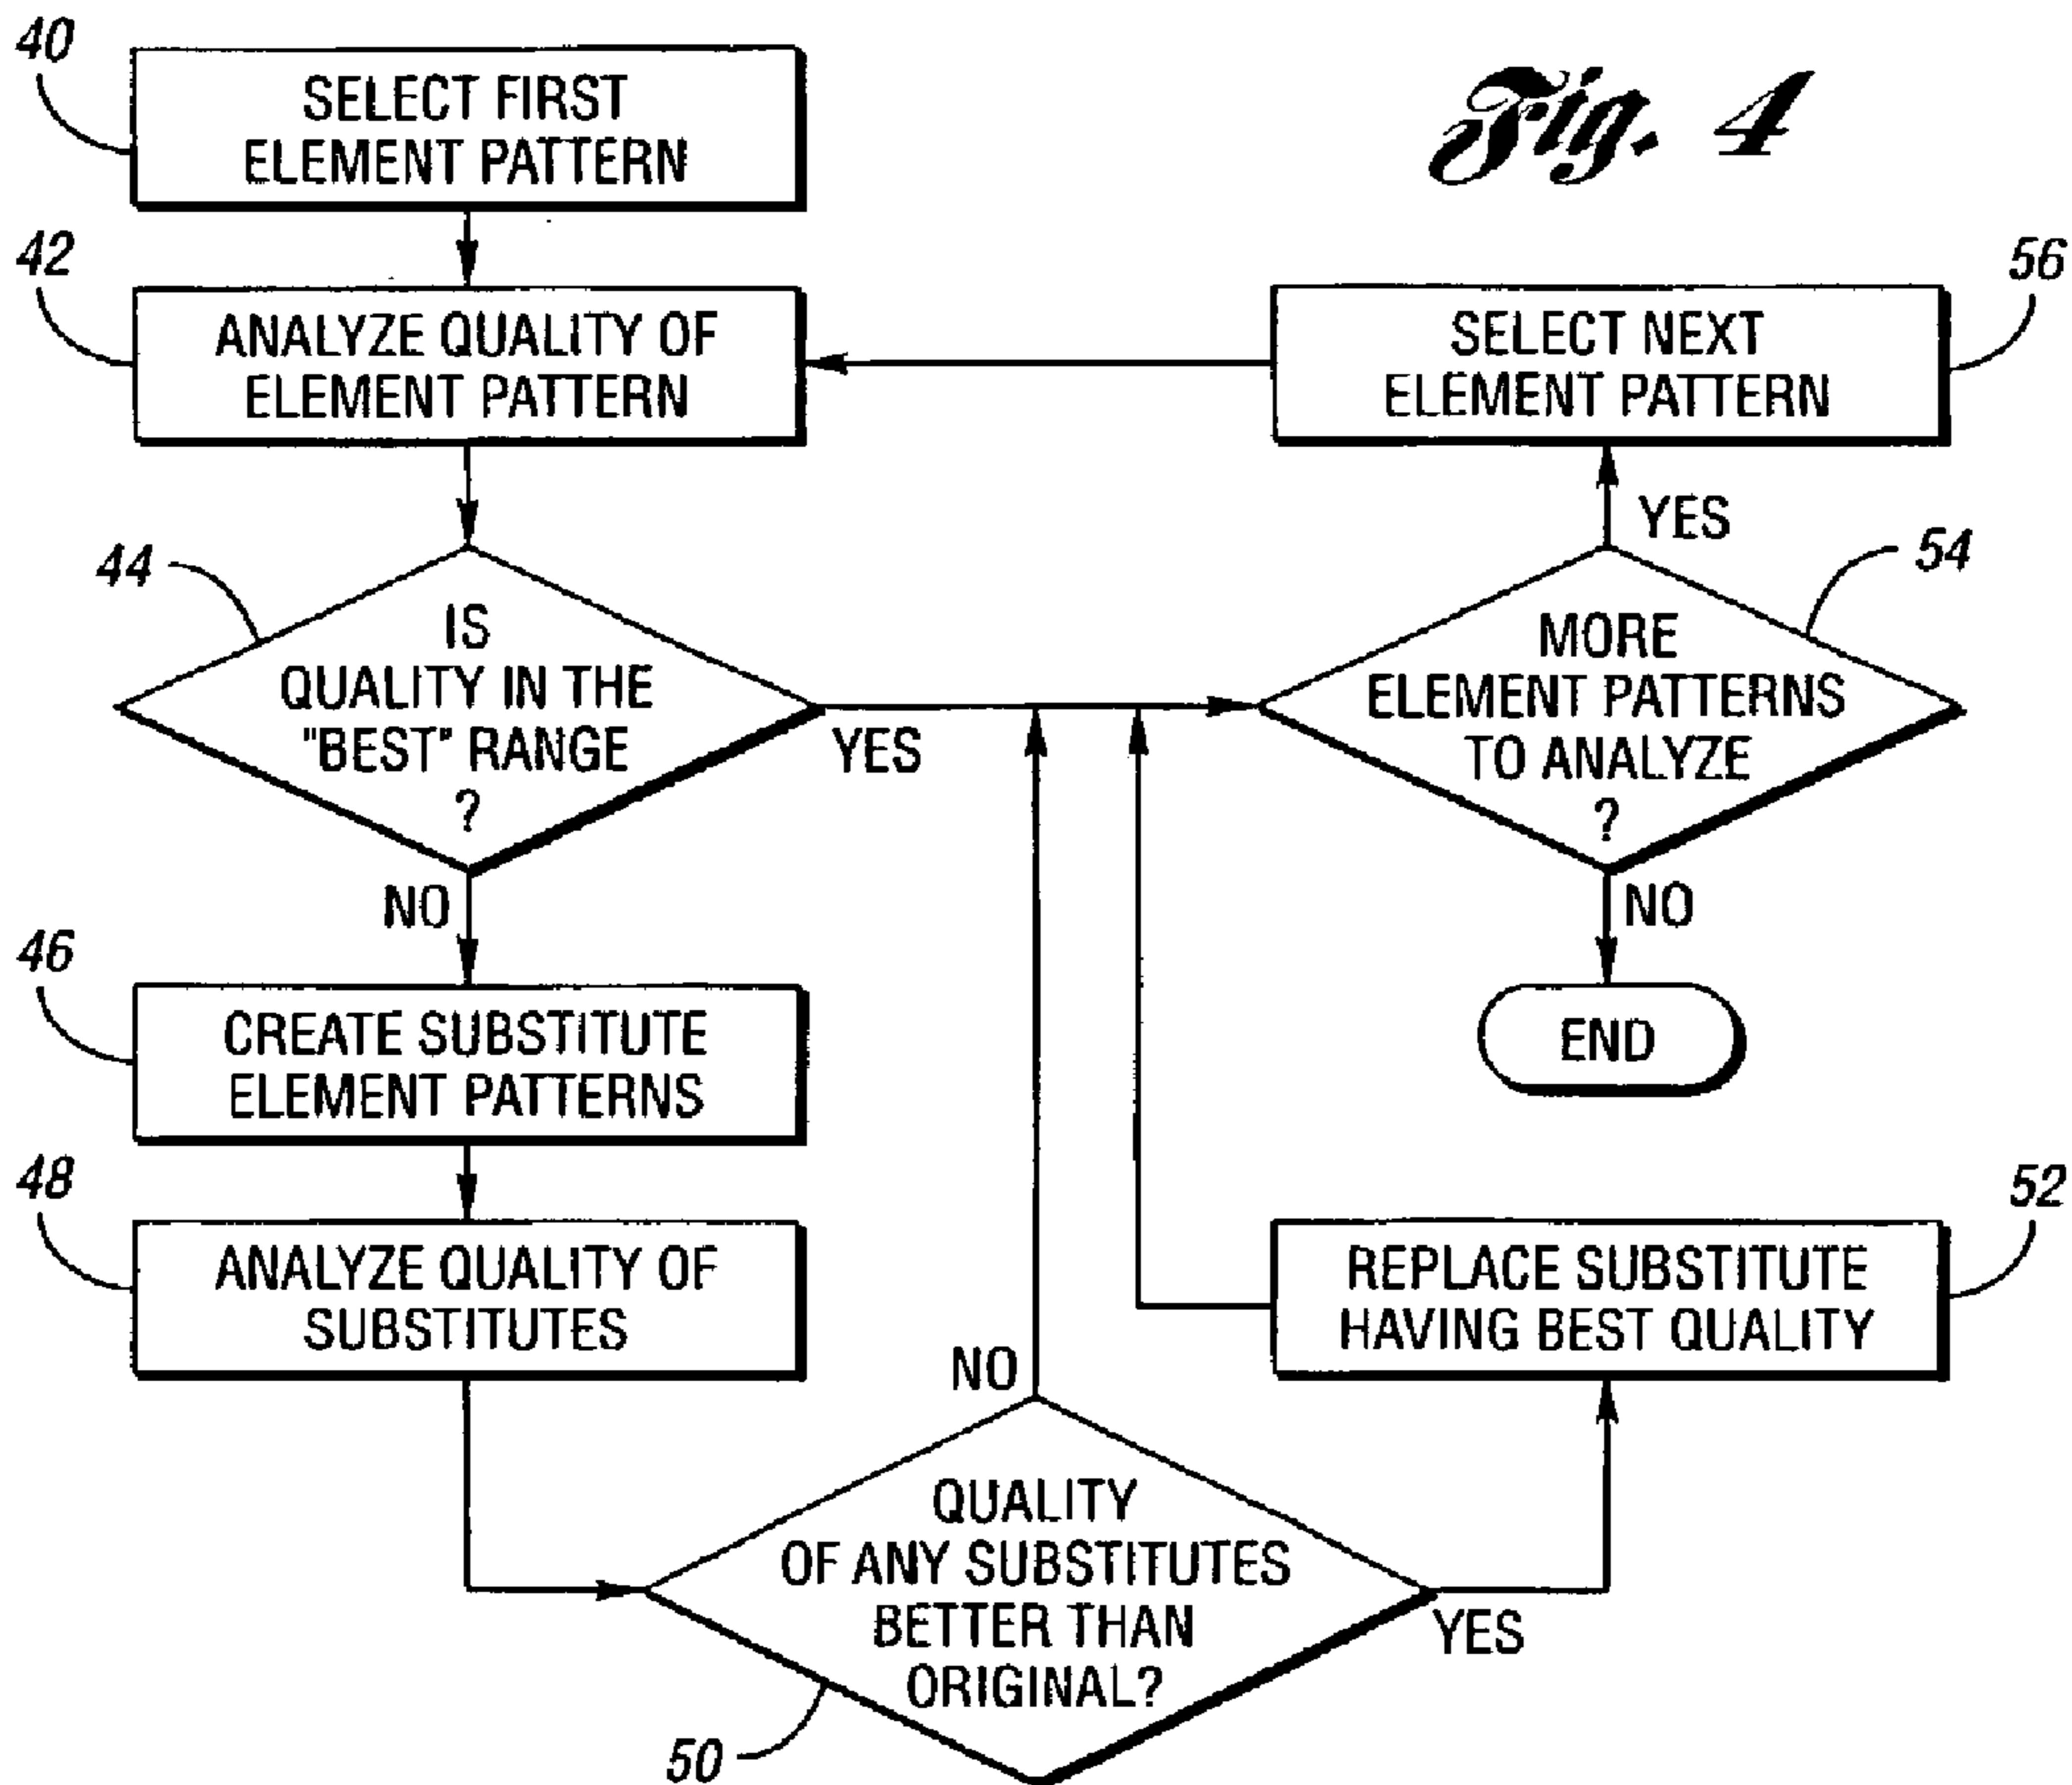 Fig. 4
40
SELECT FIRST
ELEMENT PATTERN
42
ANALYZE QUALITY OF
ELEMENT PATTERN
56
SELECT NEXT
ELEMENT PATTERN
44
IS
QUALITY IN THE
"BEST" RANGE
?
YES
NO
54
MORE
ELEMENT PATTERNS
TO ANALYZE
?
YES
NO
END
46
CREATE SUBSTITUTE
ELEMENT PATTERNS
48
ANALYZE QUALITY OF
SUBSTITUTES
50
QUALITY
OF ANY SUBSTITUTES
BETTER THAN
ORIGINAL?
NO
YES
52
REPLACE SUBSTITUTE
HAVING BEST QUALITY